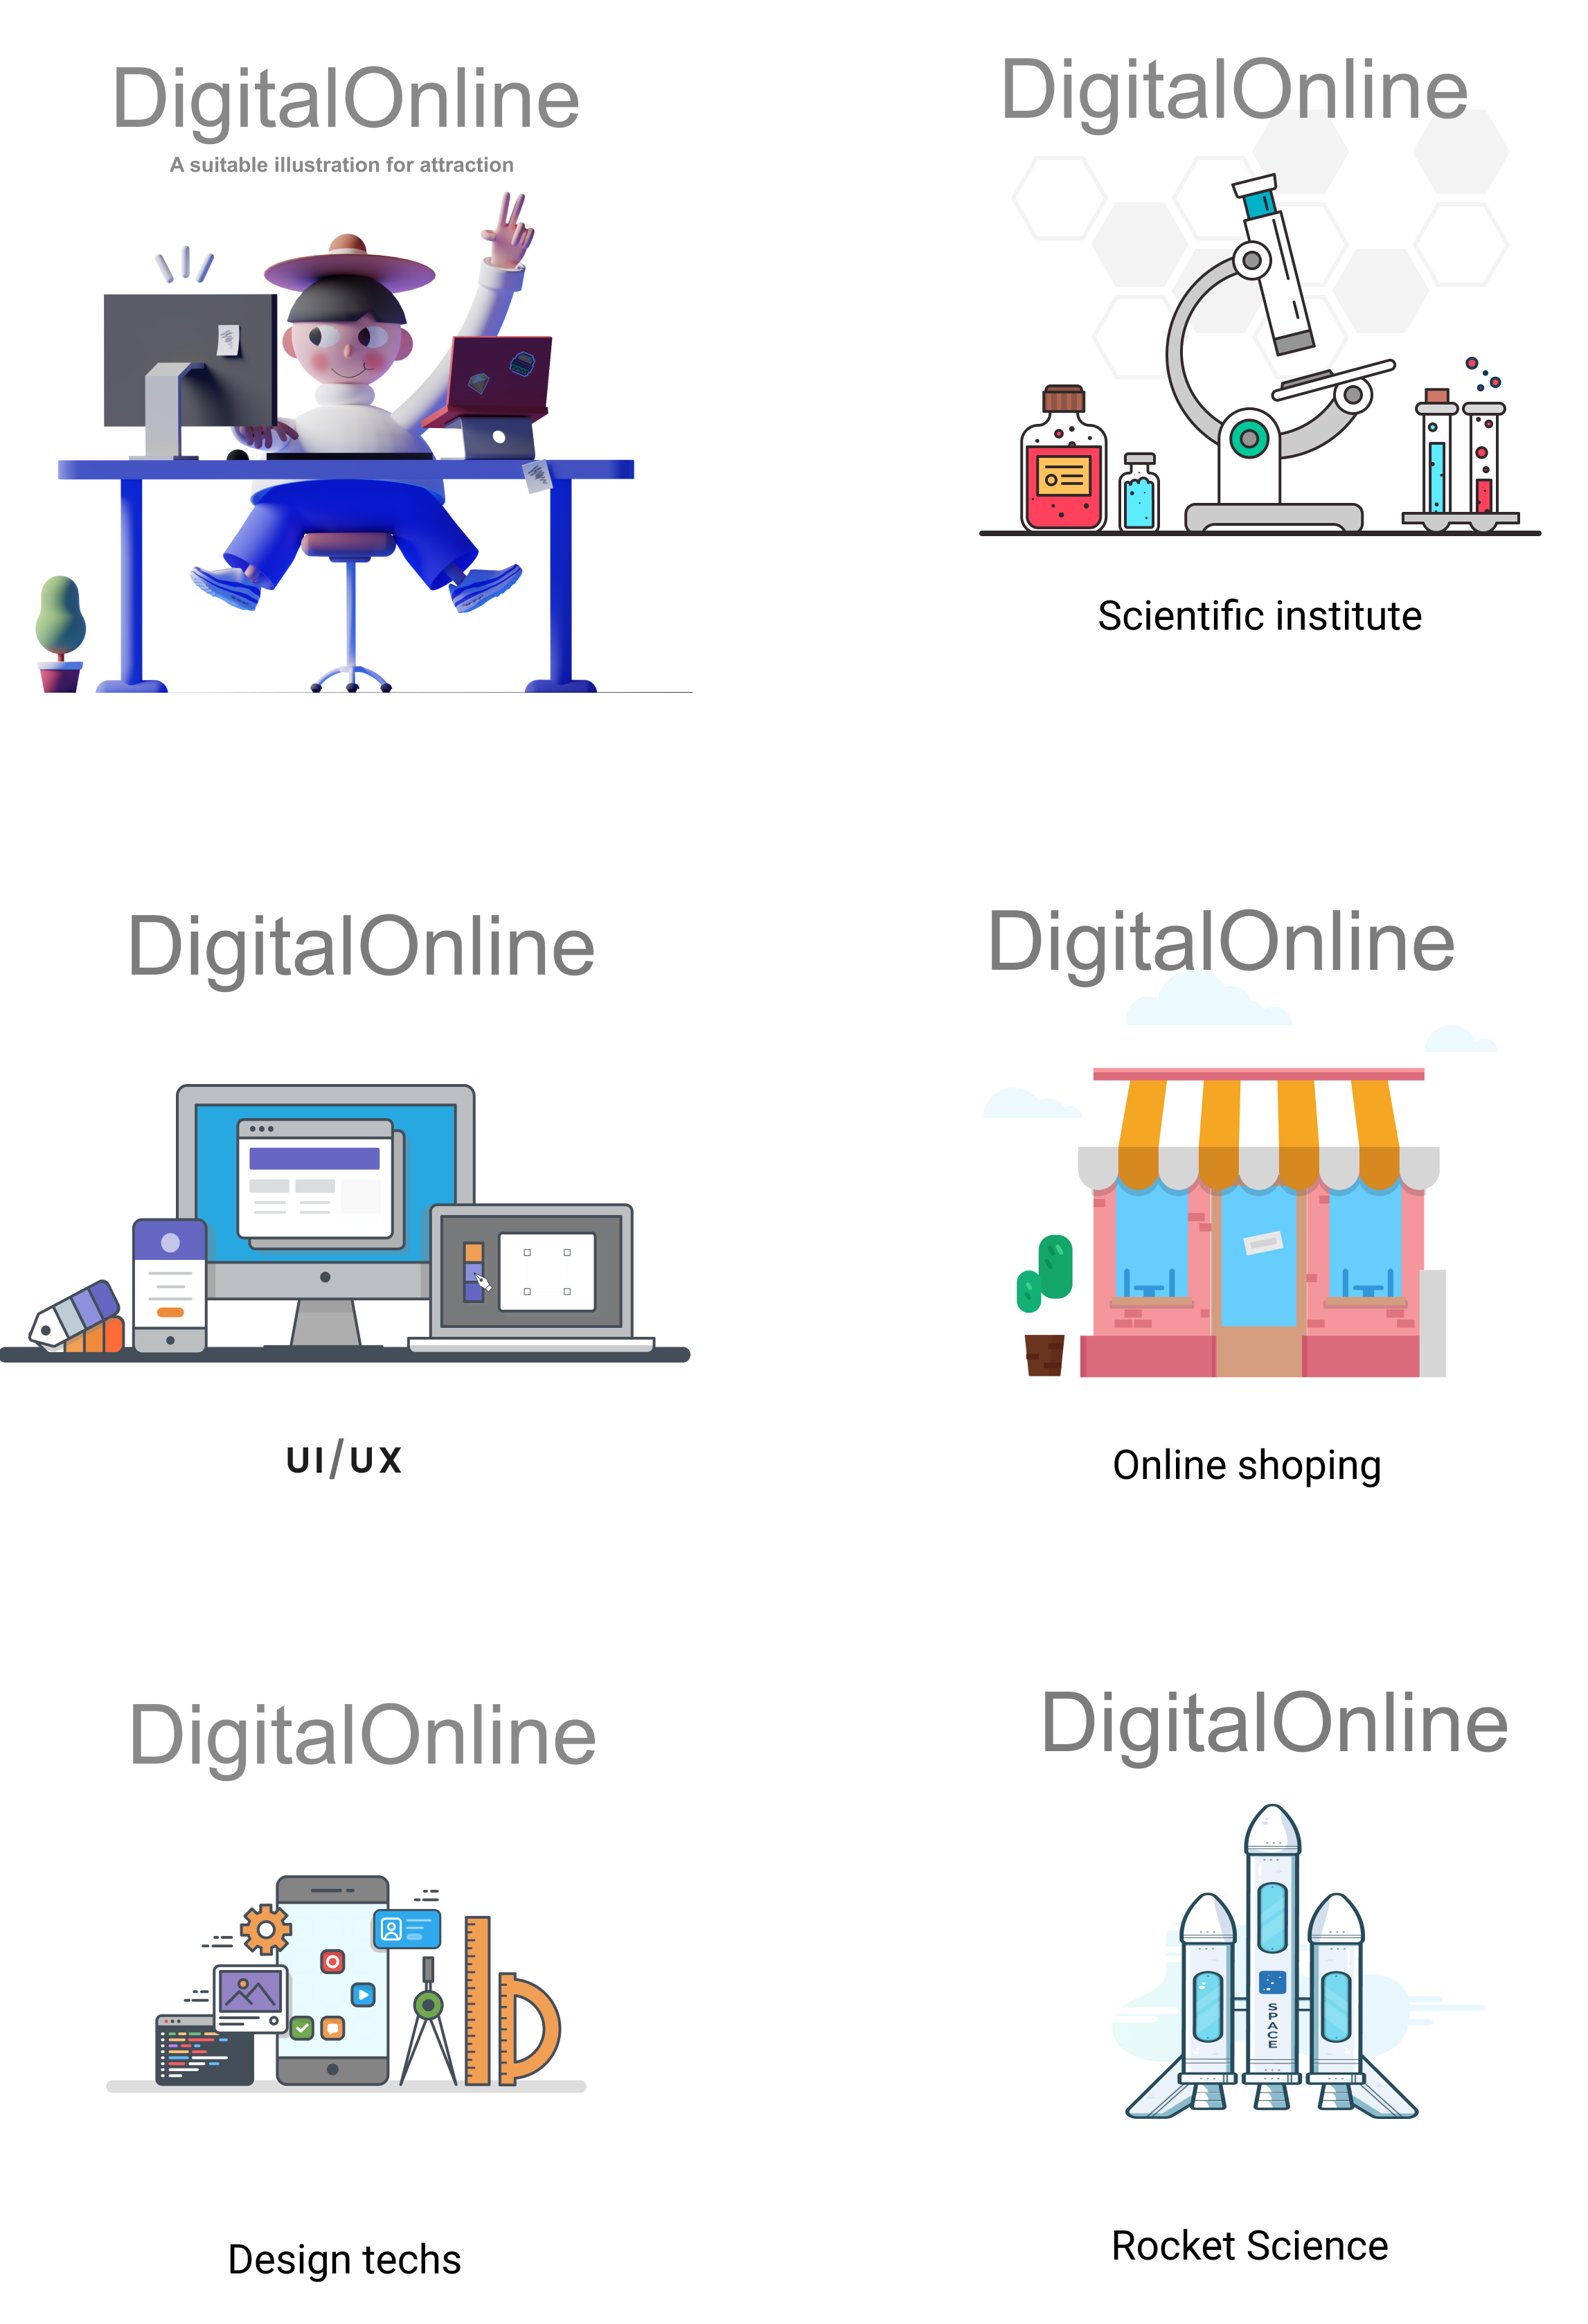 DigitalOnline
A suitable illustration for attraction
DigitalOnline
Scientific institute
DigitalOnline
UI/UX
DigitalOnline
Online shoping
DigitalOnline
Design techs
DigitalOnline
SPACE
Rocket Science